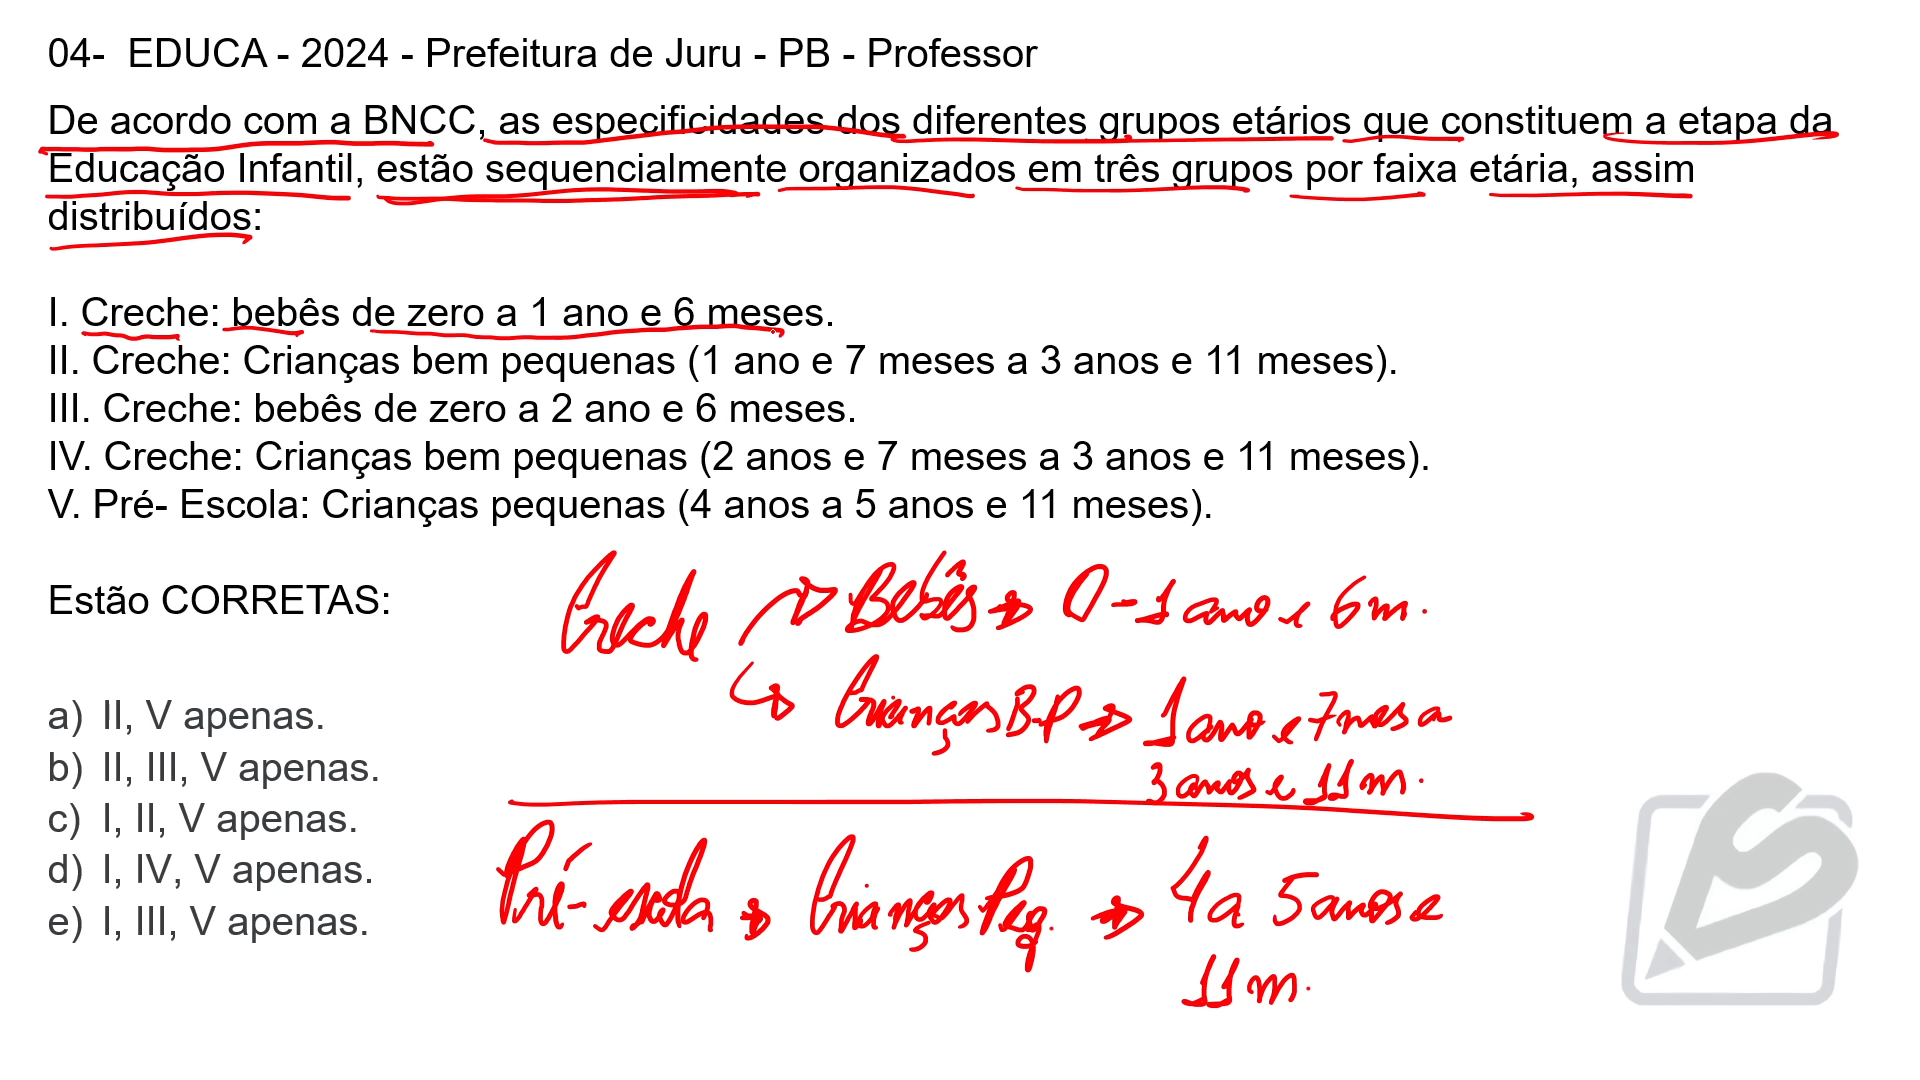 04-  EDUCA - 2024 - Prefeitura de Juru - PB - Professor
De acordo com a BNCC, as especificidades dos diferentes grupos etários que constituem a etapa da
Educação Infantil, estão sequencialmente organizados em três grupos por faixa etária, assim
distribuídos:
I. Creche: bebês de zero a 1 ano e 6 meses.
II. Creche: Crianças bem pequenas (1 ano e 7 meses a 3 anos e 11 meses).
III. Creche: bebês de zero a 2 ano e 6 meses.
IV. Creche: Crianças bem pequenas (2 anos e 7 meses a 3 anos e 11 meses).
V. Pré- Escola: Crianças pequenas (4 anos a 5 anos e 11 meses).
Estão CORRETAS:
Creche → Bebês → 0 - 1 ano e 6 m.
→ Crianças B.P → 1 ano e 7 mes a
3 anos e 11 m.
a) II, V apenas.
b) II, III, V apenas.
c) I, II, V apenas.
d) I, IV, V apenas.
e) I, III, V apenas.
Pré-escola → Crianças Peq. → 4 a 5 anos e
11 m.